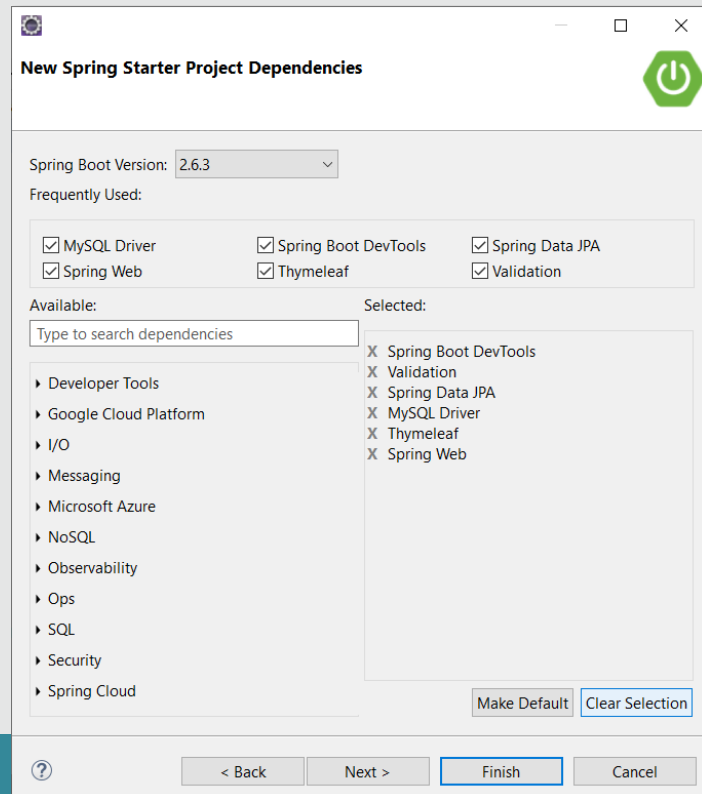 New Spring Starter Project Dependencies
Spring Boot Version: 2.6.3
Frequently Used:
MySQL Driver Spring Boot DevTools Spring Data JPA
Spring Web Thymeleaf Validation
Available: Selected:
Type to search dependencies
Developer Tools
Google Cloud Platform
I/O
Messaging
Microsoft Azure
NoSQL
Observability
Ops
SQL
Security
Spring Cloud
X Spring Boot DevTools
X Validation
X Spring Data JPA
X MySQL Driver
X Thymeleaf
X Spring Web
Make Default Clear Selection
? < Back Next > Finish Cancel